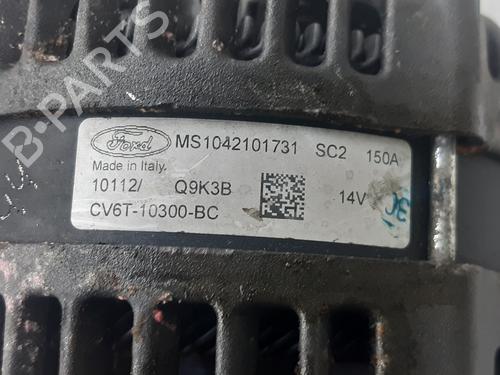 B-PARTS
Ford MS1042101731 SC2 150A
Made in Italy.
10112/ Q9K3B 14V
CV6T-10300-BC